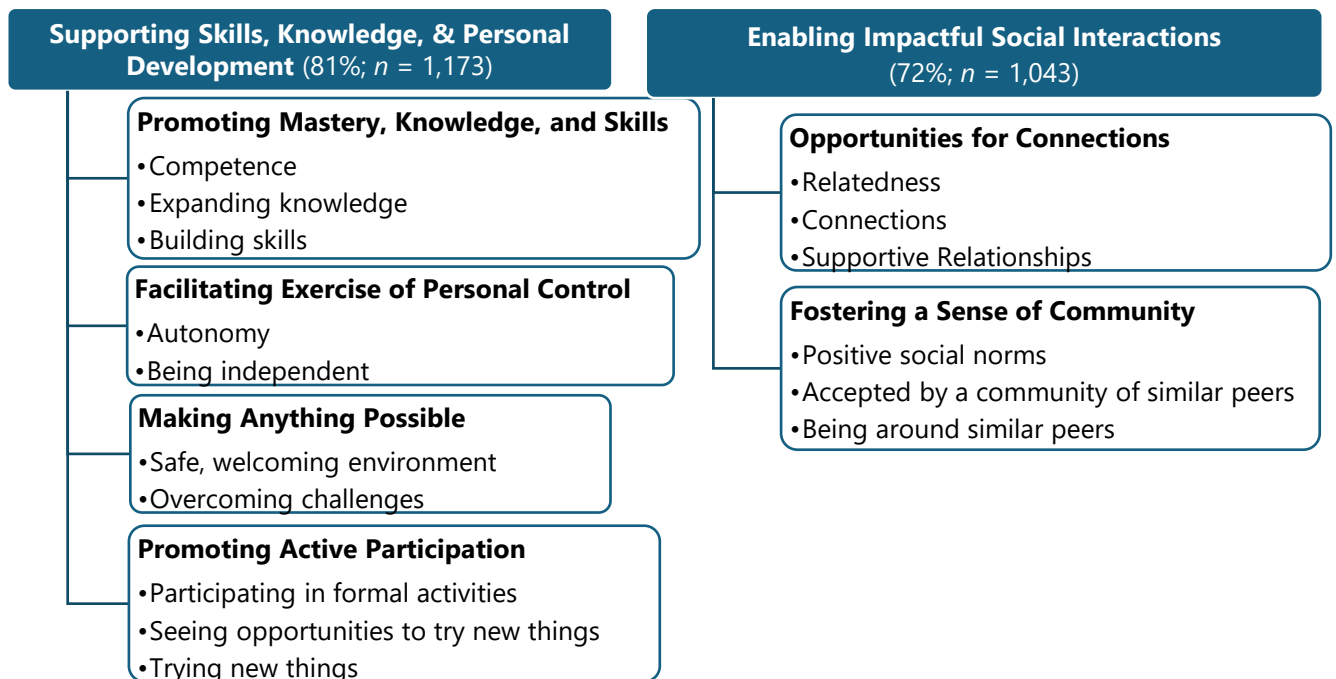 Supporting Skills, Knowledge, & Personal
Development (81%; n = 1,173)
Promoting Mastery, Knowledge, and Skills
•Competence
•Expanding knowledge
•Building skills
Facilitating Exercise of Personal Control
•Autonomy
•Being independent
Making Anything Possible
•Safe, welcoming environment
•Overcoming challenges
Promoting Active Participation
•Participating in formal activities
•Seeing opportunities to try new things
•Trying new things
Enabling Impactful Social Interactions
(72%; n = 1,043)
Opportunities for Connections
•Relatedness
•Connections
•Supportive Relationships
Fostering a Sense of Community
•Positive social norms
•Accepted by a community of similar peers
•Being around similar peers